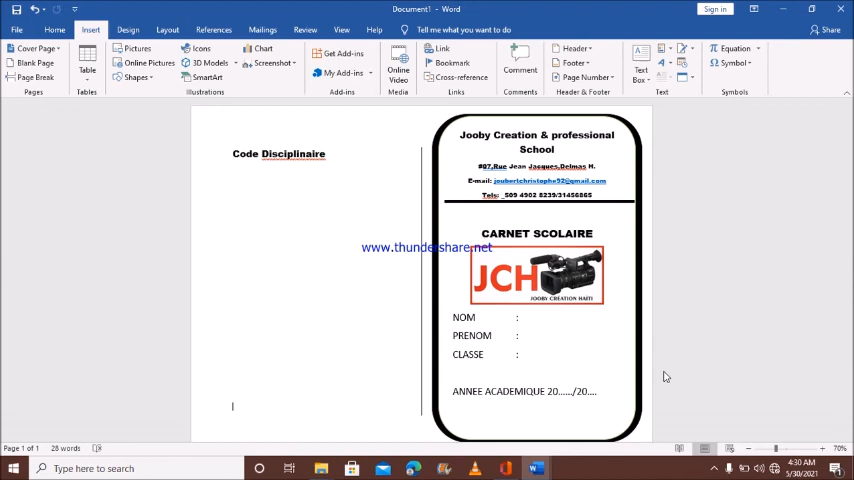 Document1 - Word
Sign in
File Home Insert Design Layout References Mailings Review View Help Tell me what you want to do Share
Cover Page
Blank Page
Page Break
Pages
Table
Tables
Pictures
Online Pictures
Shapes
Icons
3D Models
SmartArt
Chart
Screenshot
Illustrations
Get Add-ins
My Add-ins
Add-ins
Online
Video
Media
Link
Bookmark
Cross-reference
Links
Comment
Comments
Header
Footer
Page Number
Header & Footer
Text
Box
Text
Equation
Symbol
Symbols
Code Disciplinaire
Jooby Creation & professional
School
#07,Rue Jean Jacques,Delmas H.
E-mail: joubertchristophe92@gmail.com
Tels: 509 4902 8239/31456865
CARNET SCOLAIRE
www.thundershare.net
JCH
JOOBY CREATION HAITI
NOM :
PRENOM :
CLASSE :
ANNEE ACADEMIQUE 20....../20....
Page 1 of 1 28 words
70%
Type here to search
4:30 AM
5/30/2021